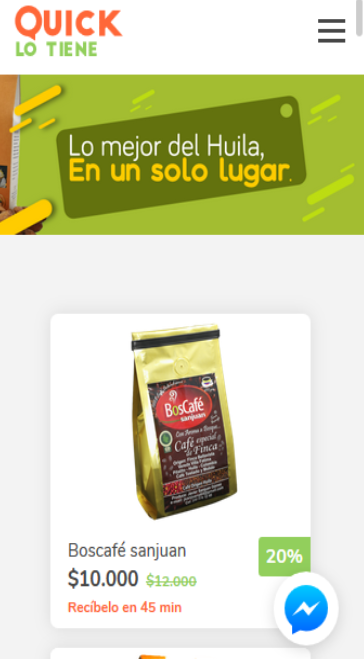 QUICK
LO TIENE
Lo mejor del Huila,
En un solo lugar.
BosCafé
sanjuan
Café especial
de Finca
Boscafé sanjuan
20%
$10.000 $12.000
Recíbelo en 45 min